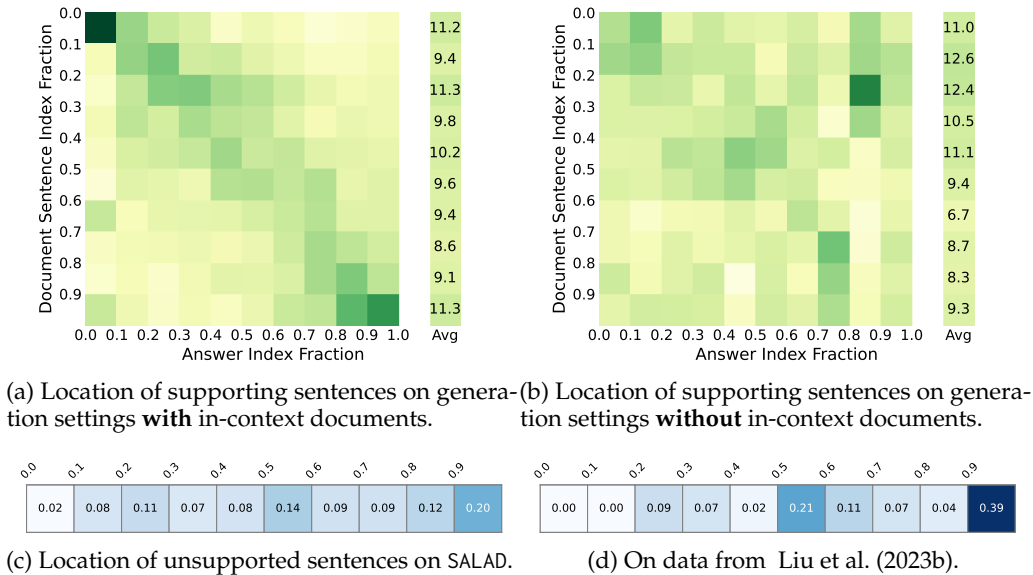 0.0
0.1
0.2
0.3
0.4
0.5
0.6
0.7
0.8
0.9
Document Sentence Index Fraction
0.0 0.1 0.2 0.3 0.4 0.5 0.6 0.7 0.8 0.9 1.0
Answer Index Fraction
11.2
9.4
11.3
9.8
10.2
9.6
9.4
8.6
9.1
11.3
Avg
0.0
0.1
0.2
0.3
0.4
0.5
0.6
0.7
0.8
0.9
Document Sentence Index Fraction
0.0 0.1 0.2 0.3 0.4 0.5 0.6 0.7 0.8 0.9 1.0
Answer Index Fraction
11.0
12.6
12.4
10.5
11.1
9.4
6.7
8.7
8.3
9.3
Avg
(a) Location of supporting sentences on genera-
tion settings with in-context documents.
(b) Location of supporting sentences on genera-
tion settings without in-context documents.
0.0 0.1 0.2 0.3 0.4 0.5 0.6 0.7 0.8 0.9
0.02 0.08 0.11 0.07 0.08 0.14 0.09 0.09 0.12 0.20
(c) Location of unsupported sentences on SALAD.
0.0 0.1 0.2 0.3 0.4 0.5 0.6 0.7 0.8 0.9
0.00 0.00 0.09 0.07 0.02 0.21 0.11 0.07 0.04 0.39
(d) On data from Liu et al. (2023b).